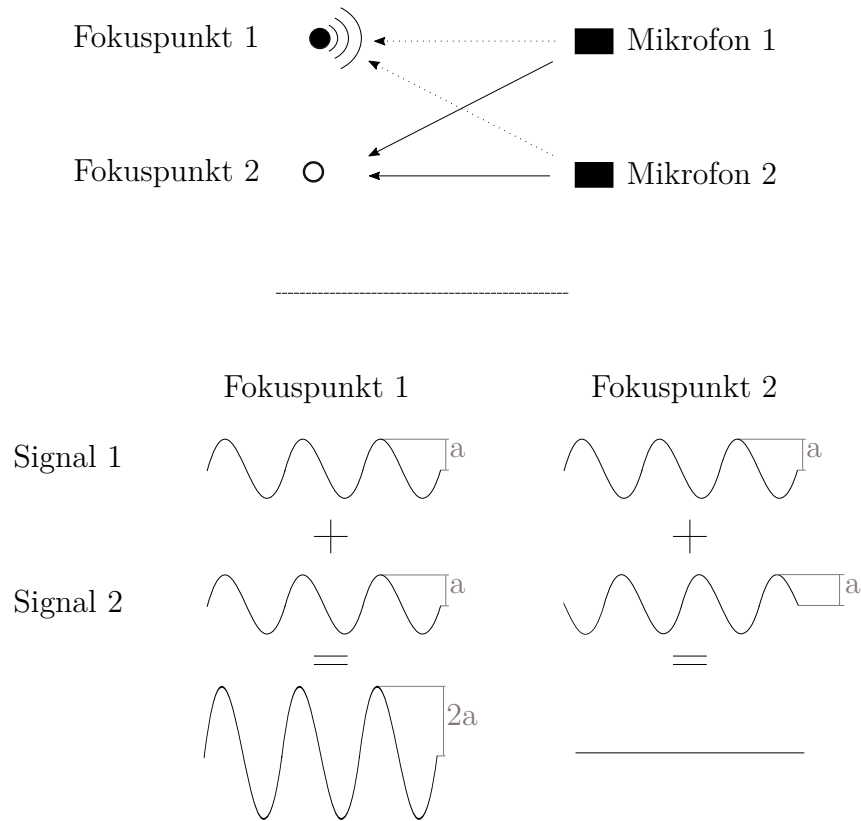 Fokuspunkt 1 Mikrofon 1
Fokuspunkt 2 Mikrofon 2
Fokuspunkt 1 Fokuspunkt 2
Signal 1 a a
+ +
Signal 2 a a
= =
2a